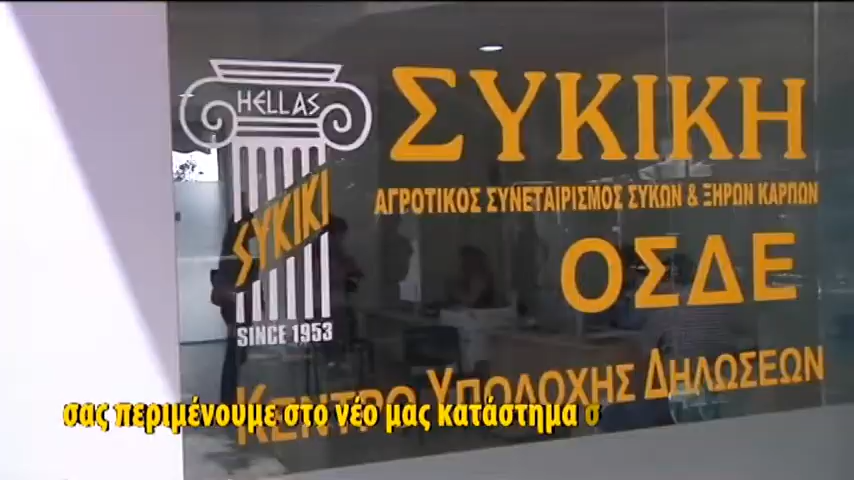 HELLAS
SYKIKI
SINCE 1953
ΣΥΚΙΚΗ
ΑΓΡΟΤΙΚΟΣ ΣΥΝΕΤΑΙΡΙΣΜΟΣ ΣΥΚΩΝ & ΞΗΡΩΝ ΚΑΡΠΩΝ
ΟΣΔΕ
ΚΕΝΤΡΟ ΥΠΟΔΟΧΗΣ ΔΗΛΩΣΕΩΝ
σας περιμένουμε στο νέο μας κατάστημα σ